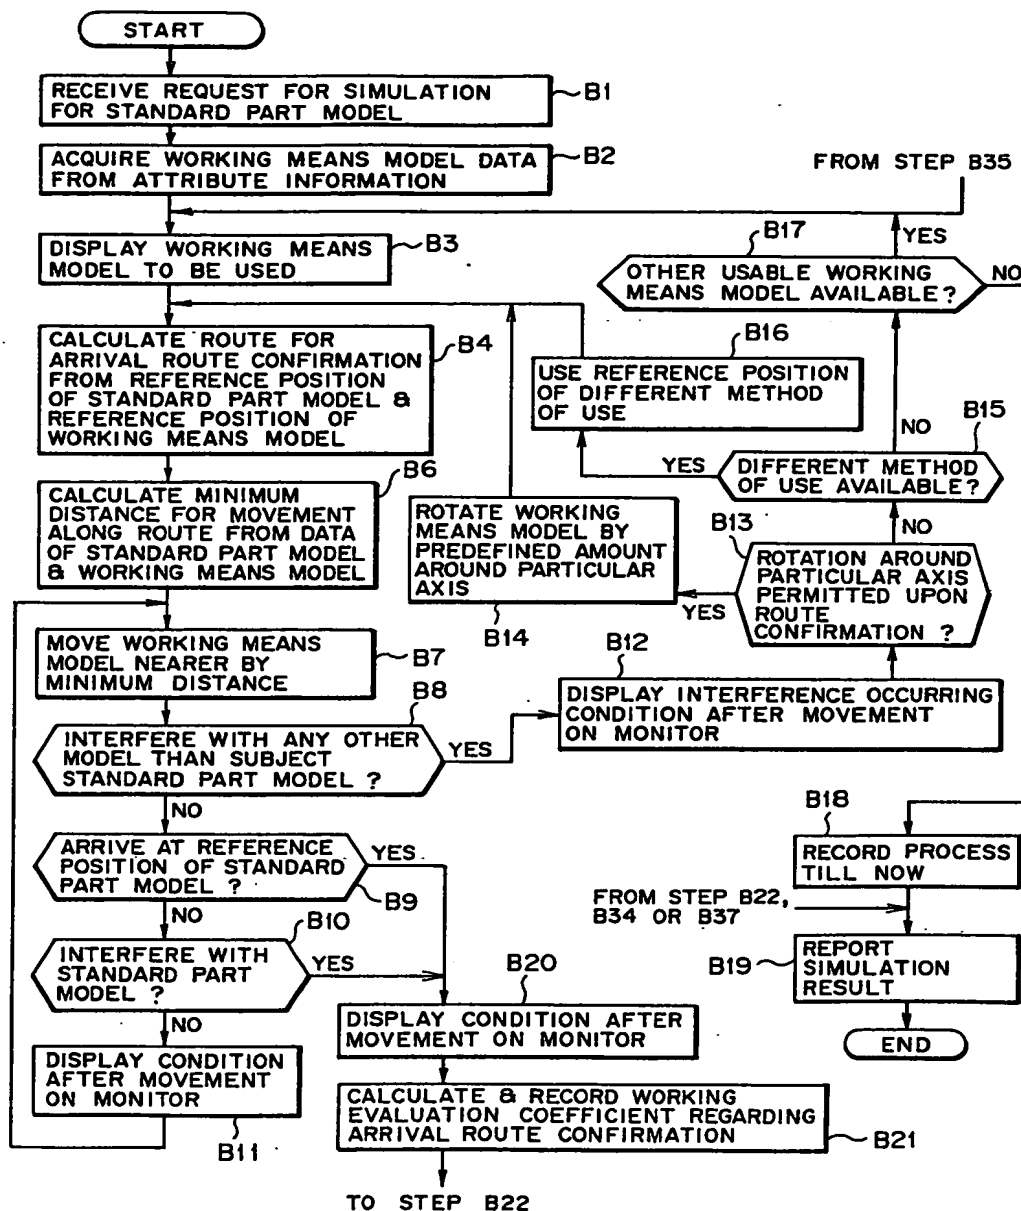 START
RECEIVE REQUEST FOR SIMULATION
FOR STANDARD PART MODEL
B1
ACQUIRE WORKING MEANS MODEL DATA
FROM ATTRIBUTE INFORMATION
B2
FROM STEP B35
DISPLAY WORKING MEANS
MODEL TO BE USED
B3
B17
YES
OTHER USABLE WORKING
MEANS MODEL AVAILABLE?
NO
CALCULATE ROUTE FOR
ARRIVAL ROUTE CONFIRMATION
FROM REFERENCE POSITION
OF STANDARD PART MODEL &
REFERENCE POSITION OF
WORKING MEANS MODEL
B4
B16
USE REFERENCE POSITION
OF DIFFERENT METHOD
OF USE
NO
B15
YES
DIFFERENT METHOD
OF USE AVAILABLE?
B6
CALCULATE MINIMUM
DISTANCE FOR MOVEMENT
ALONG ROUTE FROM DATA
OF STANDARD PART MODEL
& WORKING MEANS MODEL
ROTATE WORKING
MEANS MODEL BY
PREDEFINED AMOUNT
AROUND PARTICULAR
AXIS
B14
B13
NO
ROTATION AROUND
PARTICULAR AXIS
PERMITTED UPON
ROUTE
CONFIRMATION ?
YES
MOVE WORKING MEANS
MODEL NEARER BY
MINIMUM DISTANCE
B7
B12
DISPLAY INTERFERENCE OCCURRING
CONDITION AFTER MOVEMENT
ON MONITOR
B8
INTERFERE WITH ANY OTHER
MODEL THAN SUBJECT
STANDARD PART MODEL ?
YES
NO
ARRIVE AT REFERENCE
POSITION OF STANDARD
PART MODEL ?
YES
B9
NO
B10
INTERFERE WITH
STANDARD PART
MODEL ?
YES
NO
DISPLAY CONDITION
AFTER MOVEMENT
ON MONITOR
B11
B18
RECORD PROCESS
TILL NOW
FROM STEP B22,
B34 OR B37
B19
REPORT
SIMULATION
RESULT
END
B20
DISPLAY CONDITION AFTER
MOVEMENT ON MONITOR
CALCULATE & RECORD WORKING
EVALUATION COEFFICIENT REGARDING
ARRIVAL ROUTE CONFIRMATION
B21
TO STEP B22